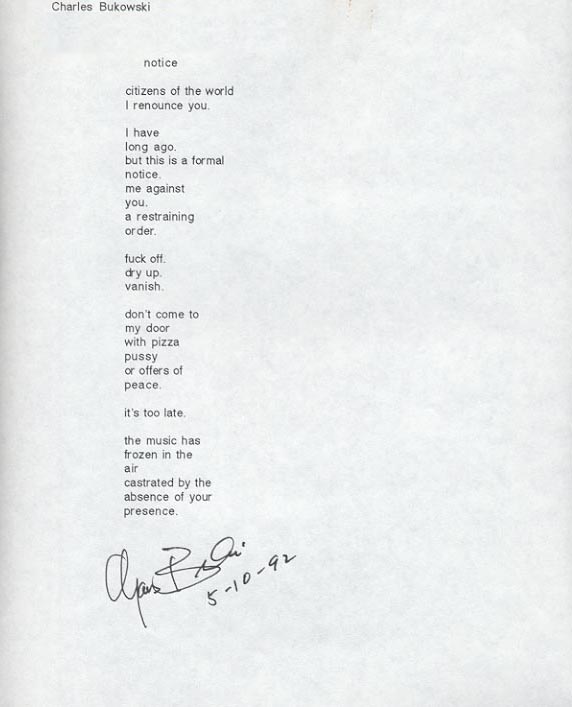 Charles Bukowski
notice
citizens of the world
I renounce you.
I have
long ago.
but this is a formal
notice.
me against
you.
a restraining
order.
fuck off.
dry up.
vanish.
don't come to
my door
with pizza
pussy
or offers of
peace.
it's too late.
the music has
frozen in the
air
castrated by the
absence of your
presence.
Charles Bukowski
5-10-92